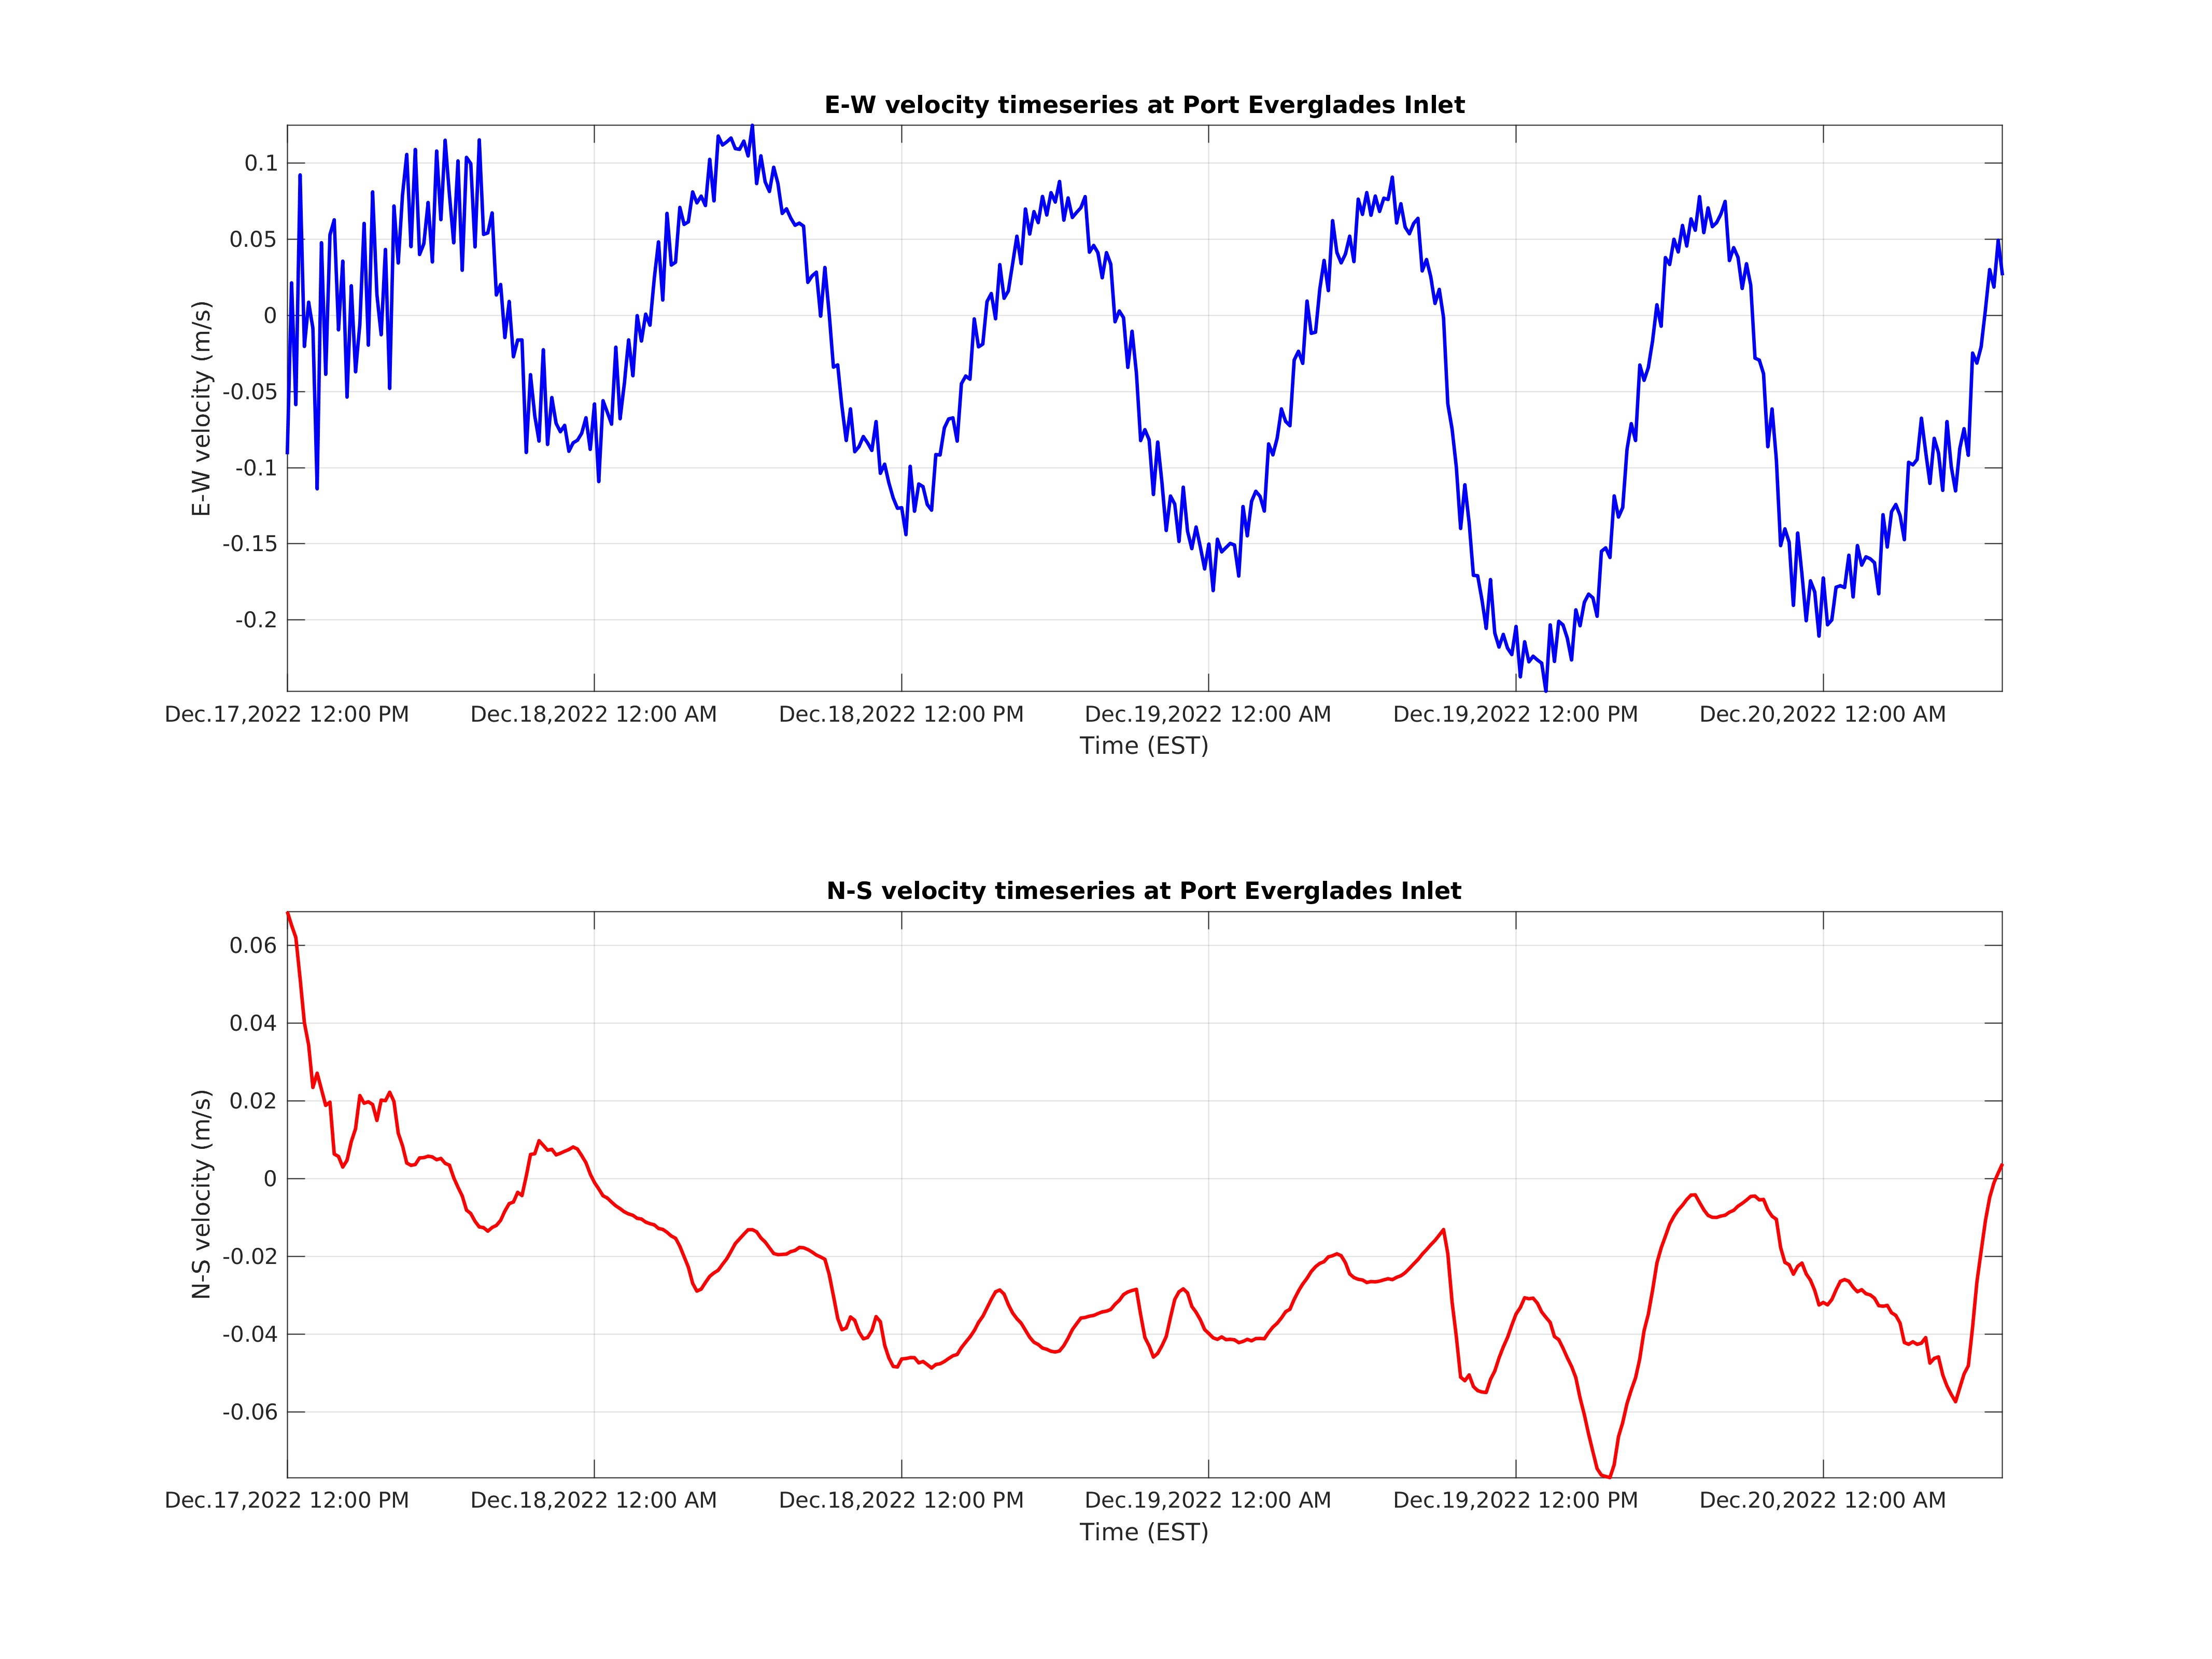 E-W velocity timeseries at Port Everglades Inlet
E-W velocity (m/s)
0.1
0.05
0
-0.05
-0.1
-0.15
-0.2
Dec.17,2022 12:00 PM Dec.18,2022 12:00 AM Dec.18,2022 12:00 PM Dec.19,2022 12:00 AM Dec.19,2022 12:00 PM Dec.20,2022 12:00 AM
Time (EST)
N-S velocity timeseries at Port Everglades Inlet
N-S velocity (m/s)
0.06
0.04
0.02
0
-0.02
-0.04
-0.06
Dec.17,2022 12:00 PM Dec.18,2022 12:00 AM Dec.18,2022 12:00 PM Dec.19,2022 12:00 AM Dec.19,2022 12:00 PM Dec.20,2022 12:00 AM
Time (EST)